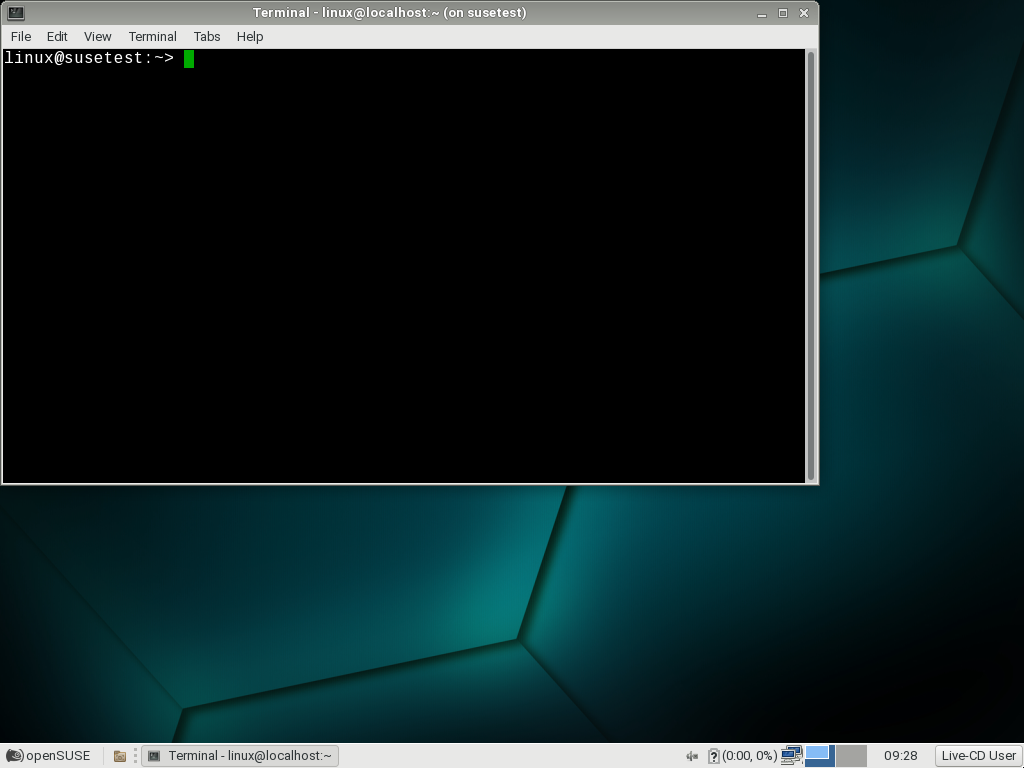 Terminal - linux@localhost:~ (on susetest)
File Edit View Terminal Tabs Help
linux@susetest:~>
openSUSE Terminal - linux@localhost:~ (0:00, 0%) 09:28 Live-CD User